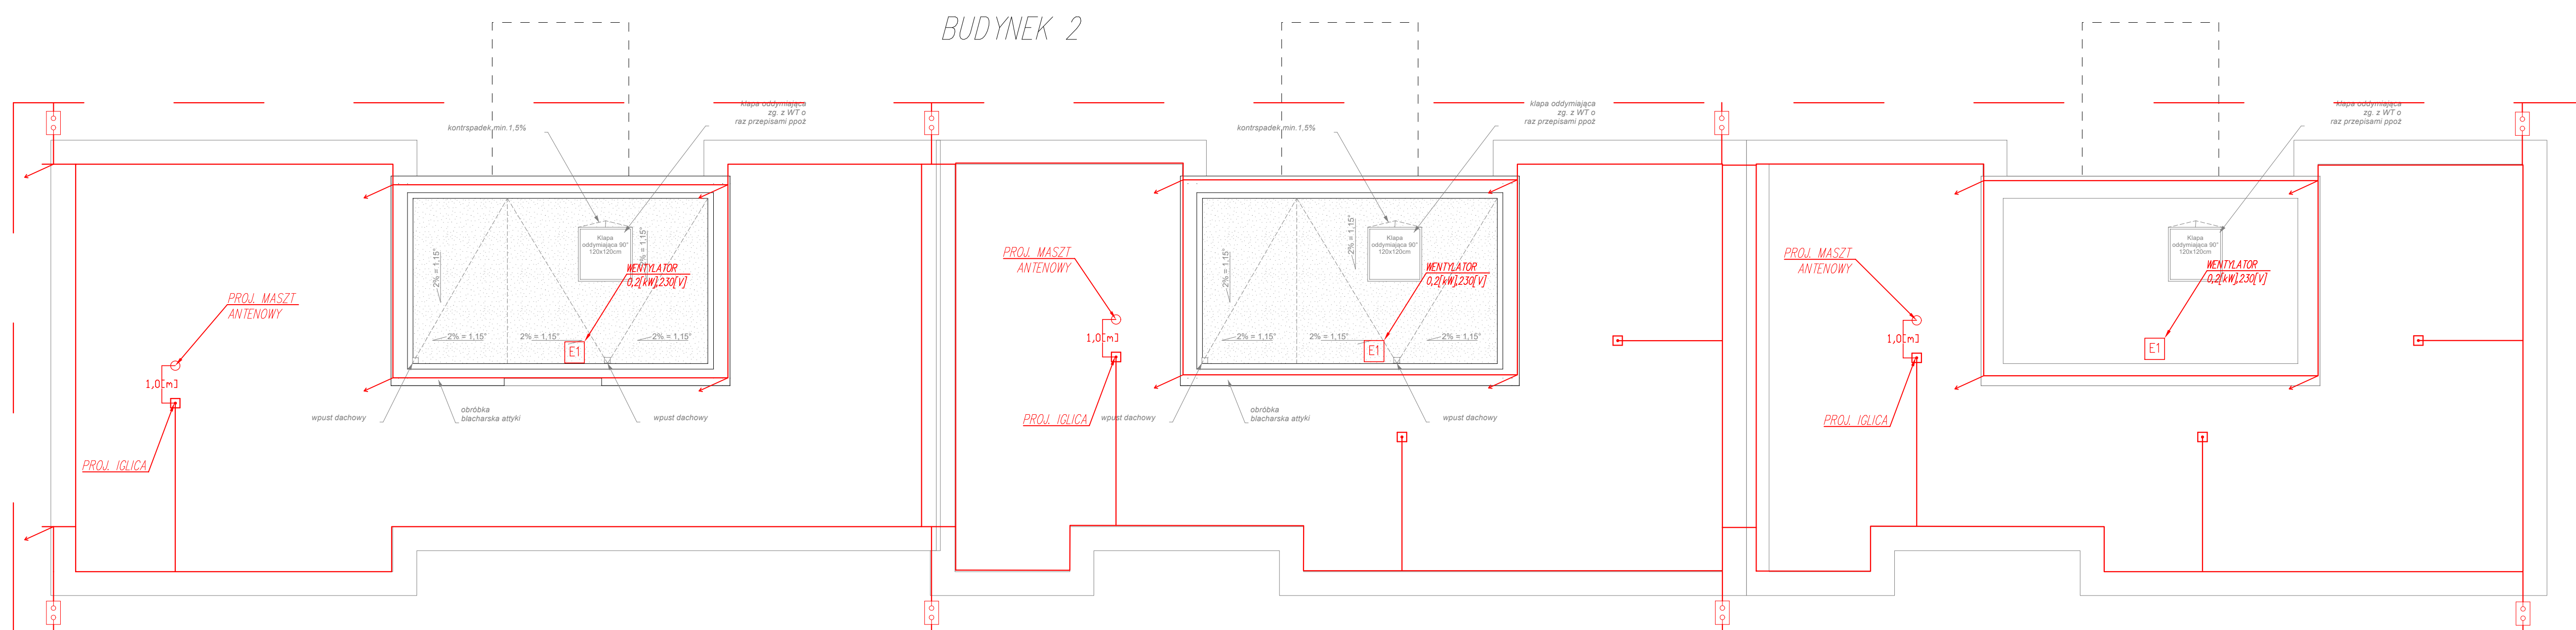 BUDYNEK 2
klapa oddymiająca
zg. z WT o
raz przepisami ppoż
kontrspadek min.1,5%
Klapa
oddymiająca 90°
120x120cm
2% = 1,15°
2% = 1,15°
WENTYLATOR
0,2[kW],230[V]
PROJ. MASZT
ANTENOWY
2% = 1,15°
2% = 1,15°
2% = 1,15°
E1
1,0[m]
wpust dachowy
obróbka
blacharska attyki
wpust dachowy
PROJ. IGLICA
klapa oddymiająca
zg. z WT o
raz przepisami ppoż
kontrspadek min.1,5%
Klapa
oddymiająca 90°
120x120cm
2% = 1,15°
2% = 1,15°
PROJ. MASZT
ANTENOWY
WENTYLATOR
0,2[kW],230[V]
2% = 1,15°
2% = 1,15°
2% = 1,15°
E1
1,0[m]
PROJ. IGLICA
wpust dachowy
obróbka
blacharska attyki
wpust dachowy
klapa oddymiająca
zg. z WT o
raz przepisami ppoż
Klapa
oddymiająca 90°
120x120cm
PROJ. MASZT
ANTENOWY
WENTYLATOR
0,2[kW],230[V]
E1
1,0[m]
PROJ. IGLICA